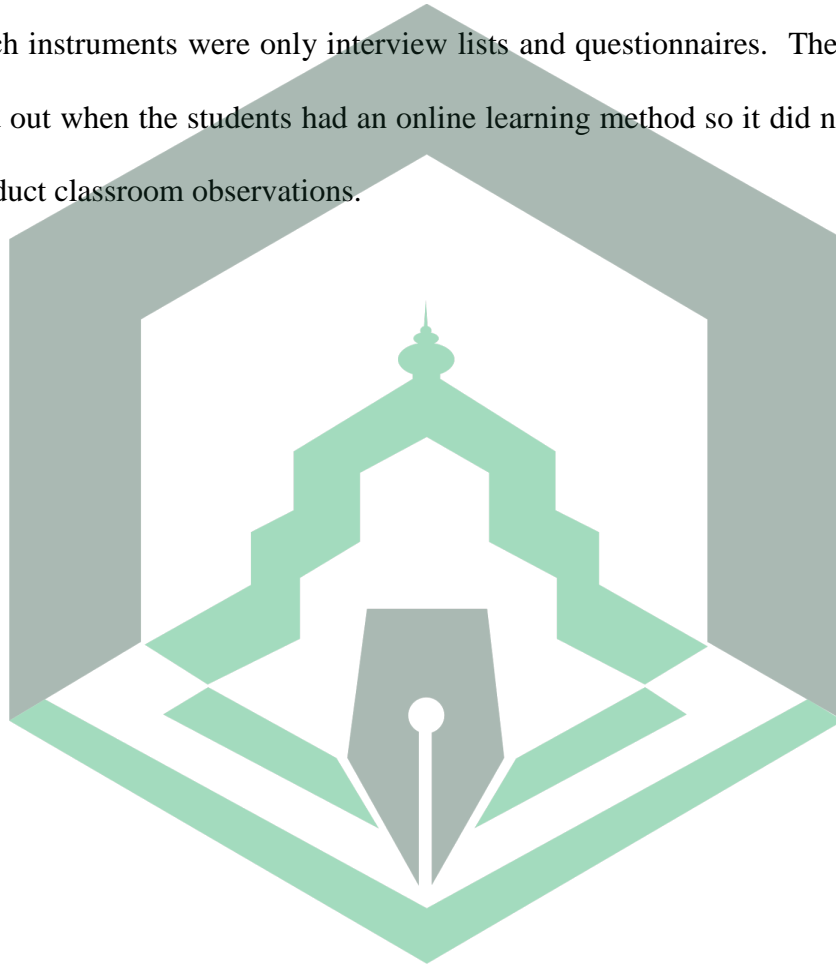 ch instruments were only interview lists and questionnaires. The
out when the students had an online learning method so it did n
duct classroom observations.